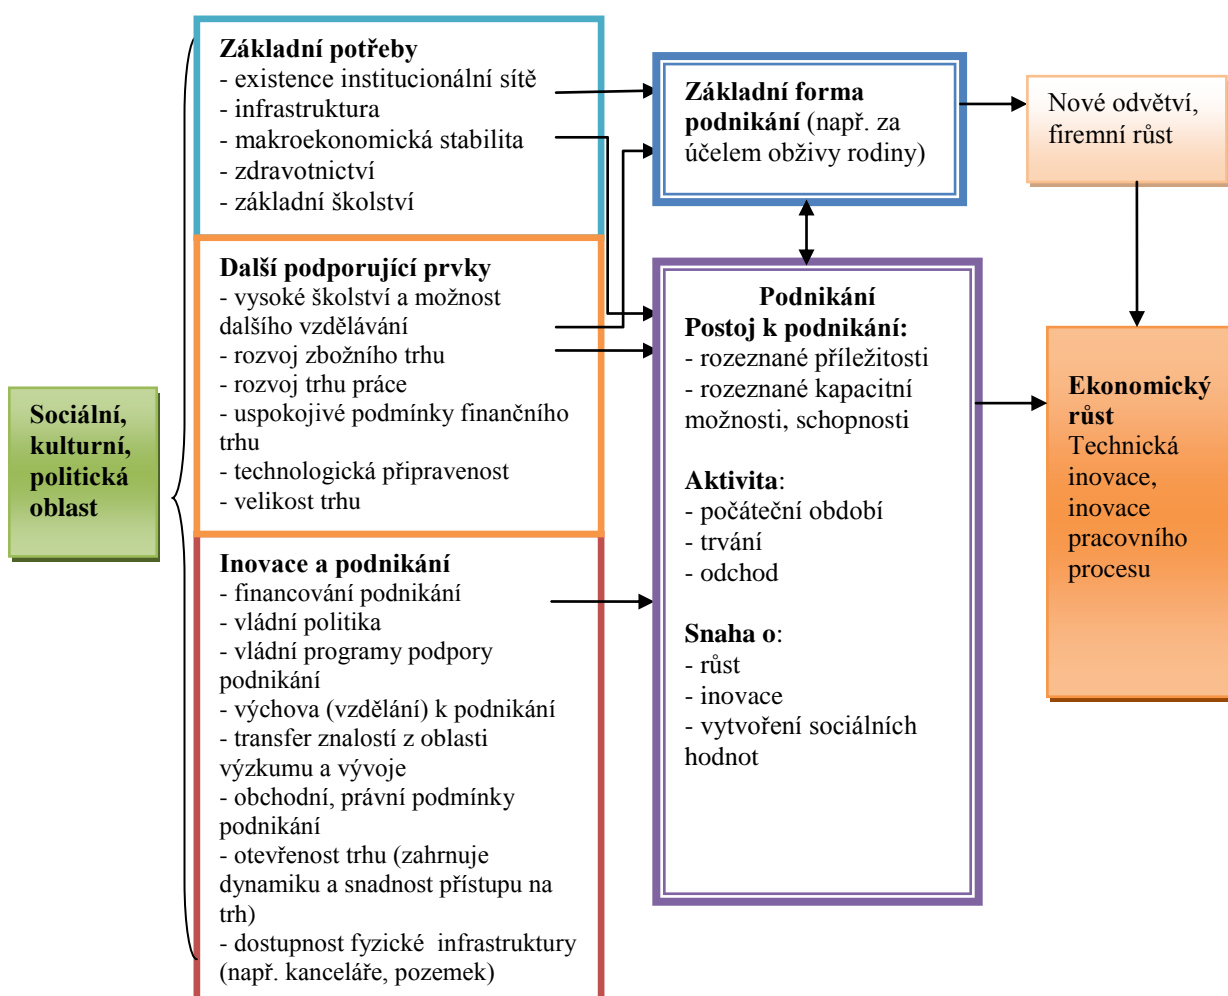 Sociální,
kulturní,
politická
oblast
Základní potřeby
- existence institucionální sítě
- infrastruktura
- makroekonomická stabilita
- zdravotnictví
- základní školství
Další podporující prvky
- vysoké školství a možnost
dalšího vzdělávání
- rozvoj zbožního trhu
- rozvoj trhu práce
- uspokojivé podmínky finančního
trhu
- technologická připravenost
- velikost trhu
Inovace a podnikání
- financování podnikání
- vládní politika
- vládní programy podpory
podnikání
- výchova (vzdělání) k podnikání
- transfer znalostí z oblasti
výzkumu a vývoje
- obchodní, právní podmínky
podnikání
- otevřenost trhu (zahrnuje
dynamiku a snadnost přístupu na
trh)
- dostupnost fyzické infrastruktury
(např. kanceláře, pozemek)
Základní forma
podnikání (např. za
účelem obživy rodiny)
Podnikání
Postoj k podnikání:
- rozeznané příležitosti
- rozeznané kapacitní
možnosti, schopnosti
Aktivita:
- počáteční období
- trvání
- odchod
Snaha o:
- růst
- inovace
- vytvoření sociálních
hodnot
Nové odvětví,
firemní růst
Ekonomický
růst
Technická
inovace,
inovace
pracovního
procesu